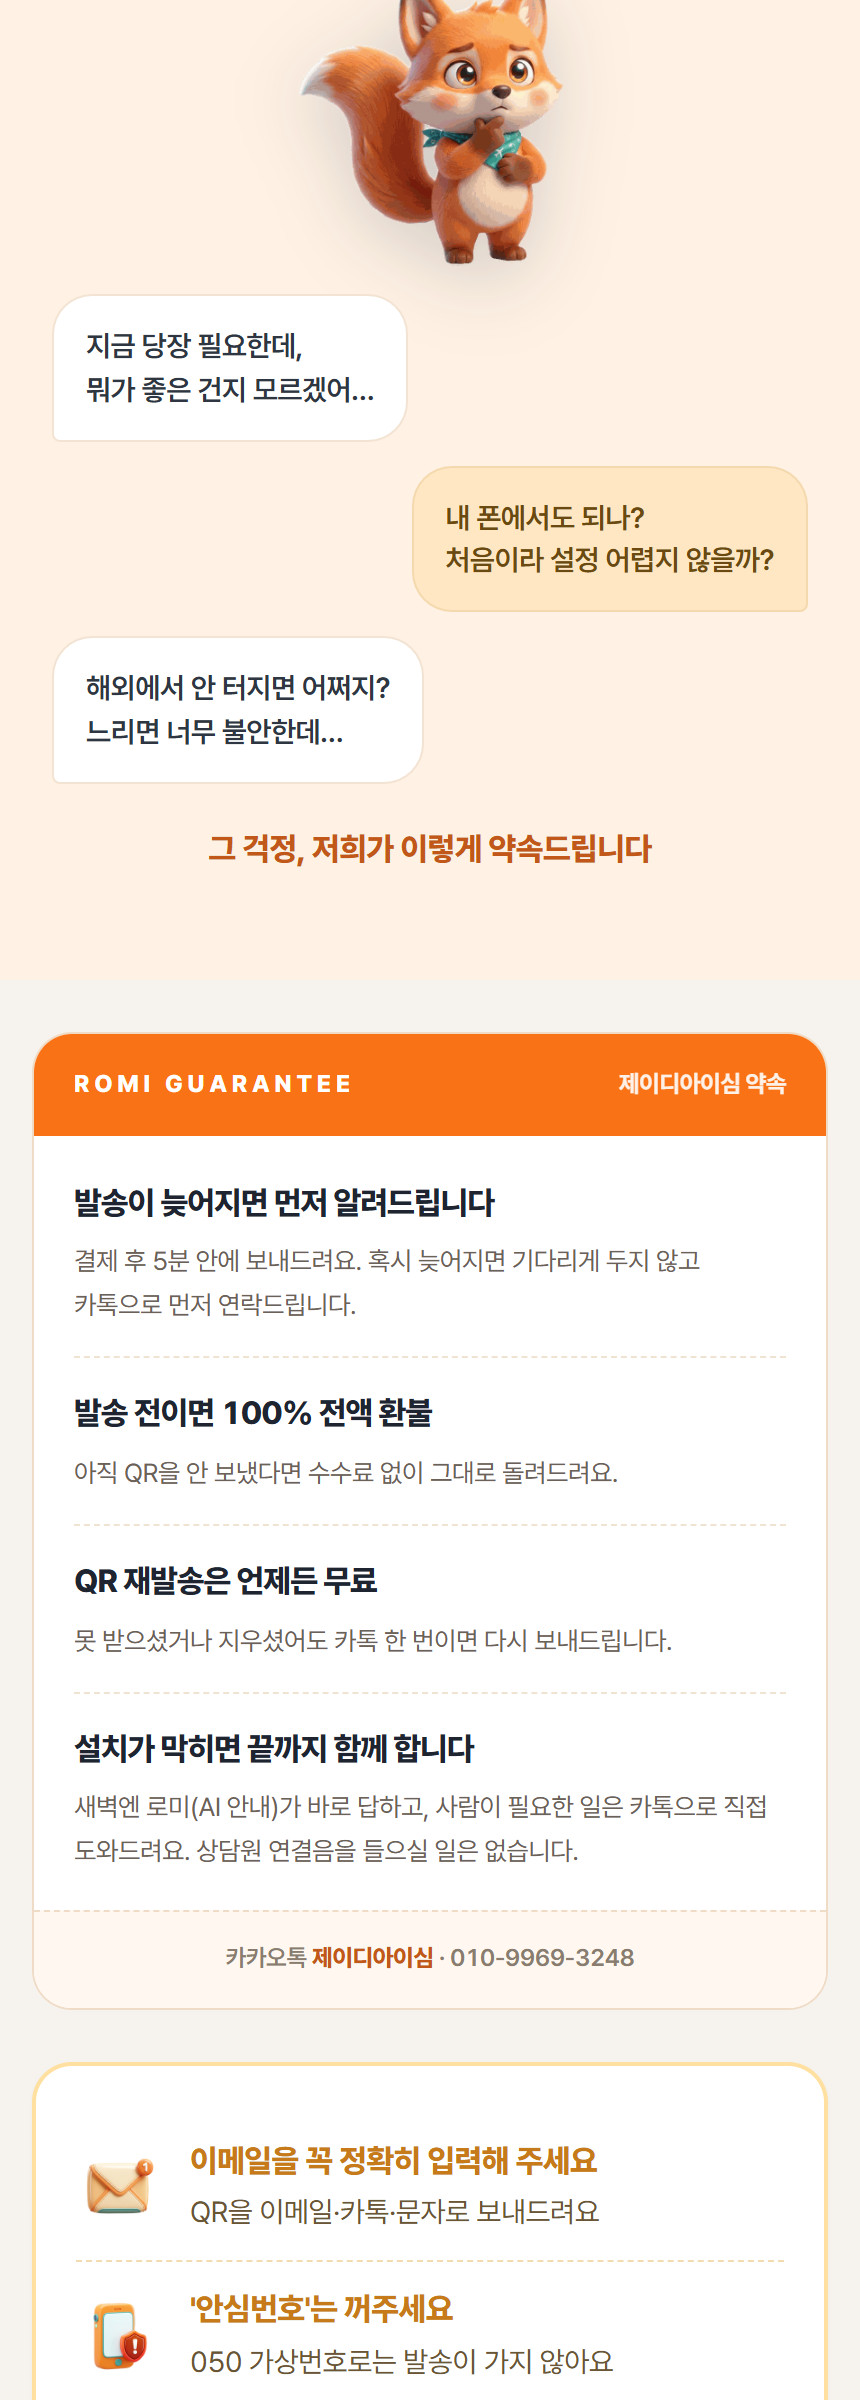 지금 당장 필요한데,
뭐가 좋은 건지 모르겠어...
내 폰에서도 되나?
처음이라 설정 어렵지 않을까?
해외에서 안 터지면 어쩌지?
느리면 너무 불안한데...
그 걱정, 저희가 이렇게 약속드립니다
ROMI GUARANTEE
제이디아이심 약속
발송이 늦어지면 먼저 알려드립니다
결제 후 5분 안에 보내드려요. 혹시 늦어지면 기다리게 두지 않고
카톡으로 먼저 연락드립니다.
발송 전이면 100% 전액 환불
아직 QR을 안 보냈다면 수수료 없이 그대로 돌려드려요.
QR 재발송은 언제든 무료
못 받으셨거나 지우셨어도 카톡 한 번이면 다시 보내드립니다.
설치가 막히면 끝까지 함께 합니다
새벽엔 로미(AI 안내)가 바로 답하고, 사람이 필요한 일은 카톡으로 직접
도와드려요. 상담원 연결음을 들으실 일은 없습니다.
카카오톡 제이디아이심 · 010-9969-3248
이메일을 꼭 정확히 입력해 주세요
1
QR을 이메일·카톡·문자로 보내드려요
'안심번호'는 꺼주세요
050 가상번호로는 발송이 가지 않아요